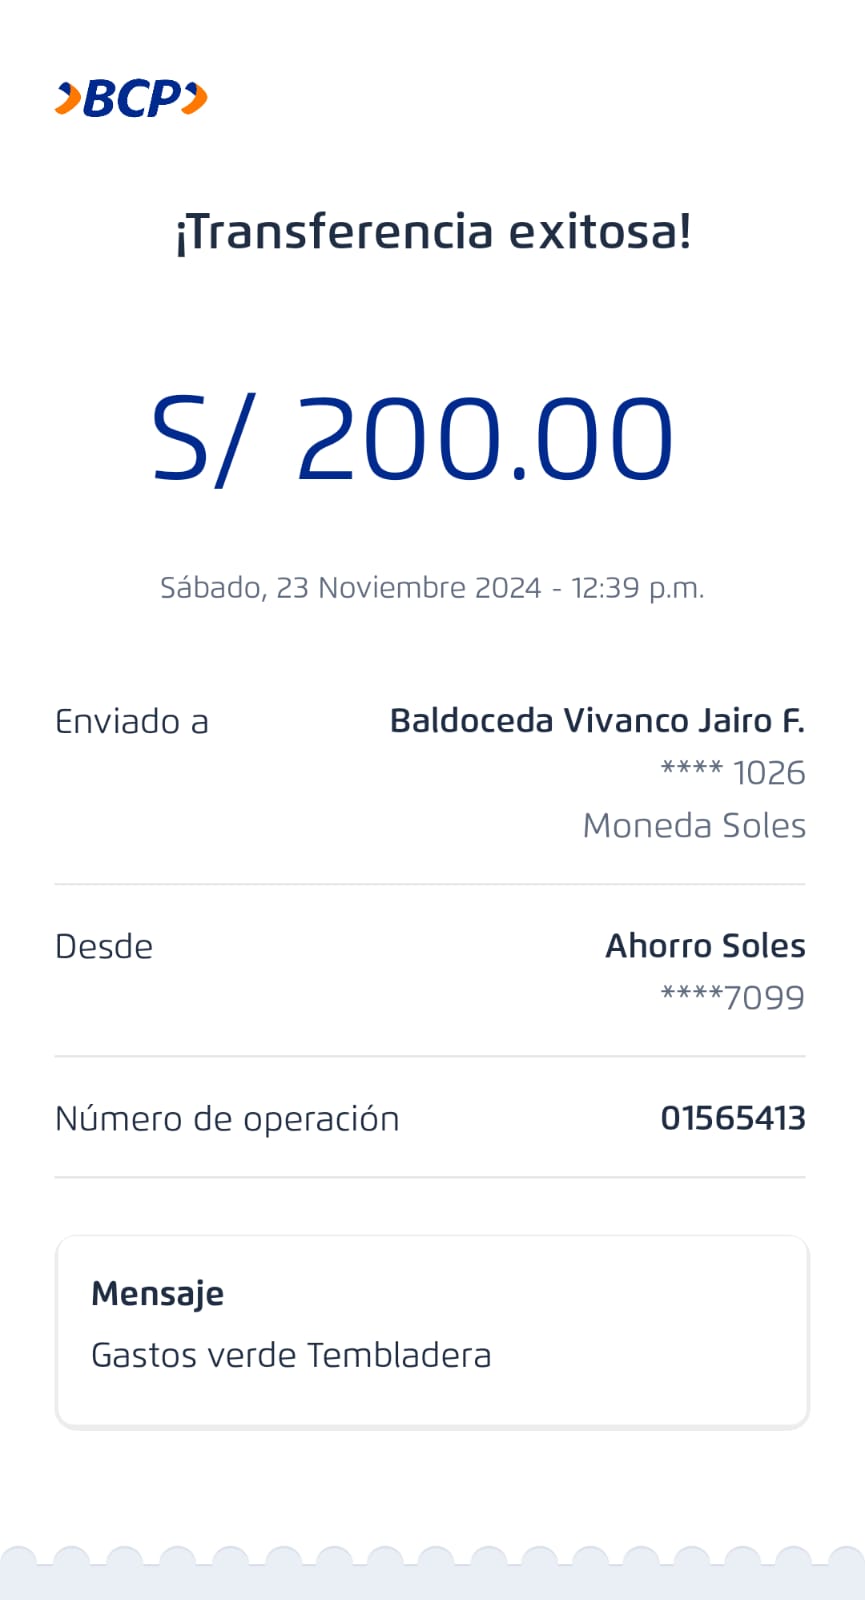 BCP
¡Transferencia exitosa!
S/ 200.00
Sábado, 23 Noviembre 2024 - 12:39 p.m.
Enviado a
Baldoceda Vivanco Jairo F.
**** 1026
Moneda Soles
Desde
Ahorro Soles
****7099
Número de operación
01565413
Mensaje
Gastos verde Tembladera